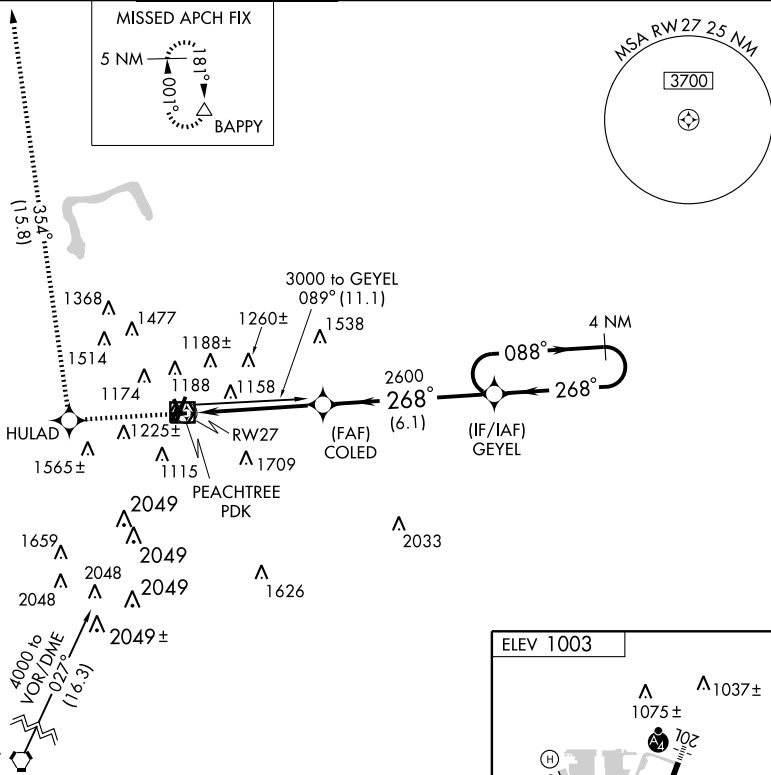 MISSED APCH FIX
5 NM
181°
001°
BAPPY
MSA RW27 25 NM
3700
354°
(15.8)
3000 to GEYEL
089° (11.1)
1368
1477
1260±
1538
4 NM
1514
1188±
088°
2600
1174
1188
1158
268°
268°
(6.1)
HULAD
1225±
RW27
(FAF)
COLED
(IF/IAF)
GEYEL
1565±
1115
1709
PEACHTREE
PDK
2049
2049
2033
1659
2048
2048
2049
1626
2049±
4000 to
VOR/DME
027°
(16.3)
ELEV 1003
1037±
1075±
A4
20L
H